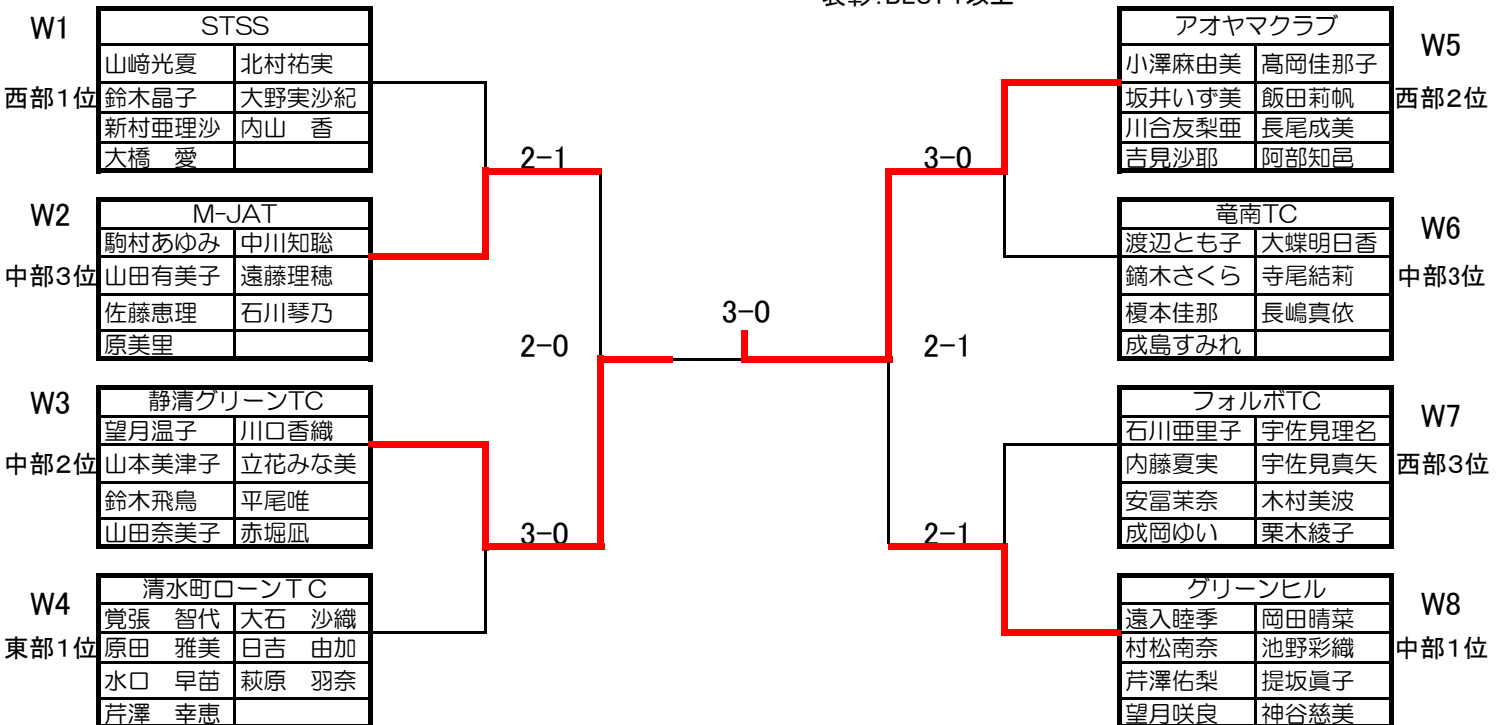 W1
西部1位
STSS
山﨑光夏 北村祐実
鈴木晶子 大野実沙紀
新村亜理沙 内山　香
大橋　愛
W2
中部3位
M-JAT
駒村あゆみ 中川知聡
山田有美子 遠藤理穂
佐藤恵理 石川琴乃
原美里
W3
中部2位
静清グリーンTC
望月温子 川口香織
山本美津子 立花みな美
鈴木飛鳥 平尾唯
山田奈美子 赤堀凪
W4
東部1位
清水町ローンTC
覚張　智代 大石　沙織
原田　雅美 日吉　由加
水口　早苗 萩原　羽奈
芹澤　幸恵
2-1
2-0
3-0
3-0
3-0
2-1
2-1
アオヤマクラブ
小澤麻由美 髙岡佳那子
坂井いず美 飯田莉帆
川合友梨亜 長尾成美
吉見沙耶 阿部知邑
W5
西部2位
竜南TC
渡辺とも子 大蝶明日香
鏑木さくら 寺尾結莉
榎本佳那 長嶋真依
成島すみれ
W6
中部3位
フォルボTC
石川亜里子 宇佐見理名
内藤夏実 宇佐見真矢
安冨茉奈 木村美波
成岡ゆい 栗木綾子
W7
西部3位
グリーンヒル
遠入睦季 岡田晴菜
村松南奈 池野彩織
芹澤佑梨 提坂眞子
望月咲良 神谷慈美
W8
中部1位